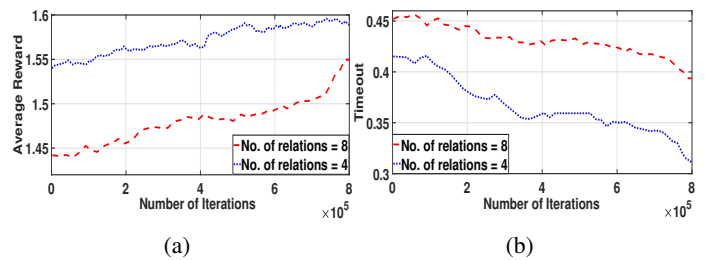 1.6
1.55
1.5
1.45
Average Reward
No. of relations = 8
No. of relations = 4
0 2 4 6 8
Number of Iterations
×10^5
(a)
0.45
0.4
0.35
0.3
Timeout
No. of relations = 8
No. of relations = 4
0 2 4 6 8
Number of Iterations
×10^5
(b)